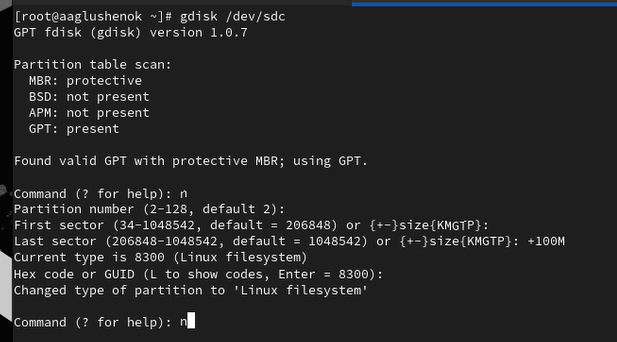 [root@aaglushenok ~]# gdisk /dev/sdc
GPT fdisk (gdisk) version 1.0.7
Partition table scan:
MBR: protective
BSD: not present
APM: not present
GPT: present
Found valid GPT with protective MBR; using GPT.
Command (? for help): n
Partition number (2-128, default 2):
First sector (34-1048542, default = 206848) or {+-}size{KMGTP}:
Last sector (206848-1048542, default = 1048542) or {+-}size{KMGTP}: +100M
Current type is 8300 (Linux filesystem)
Hex code or GUID (L to show codes, Enter = 8300):
Changed type of partition to 'Linux filesystem'
Command (? for help): n